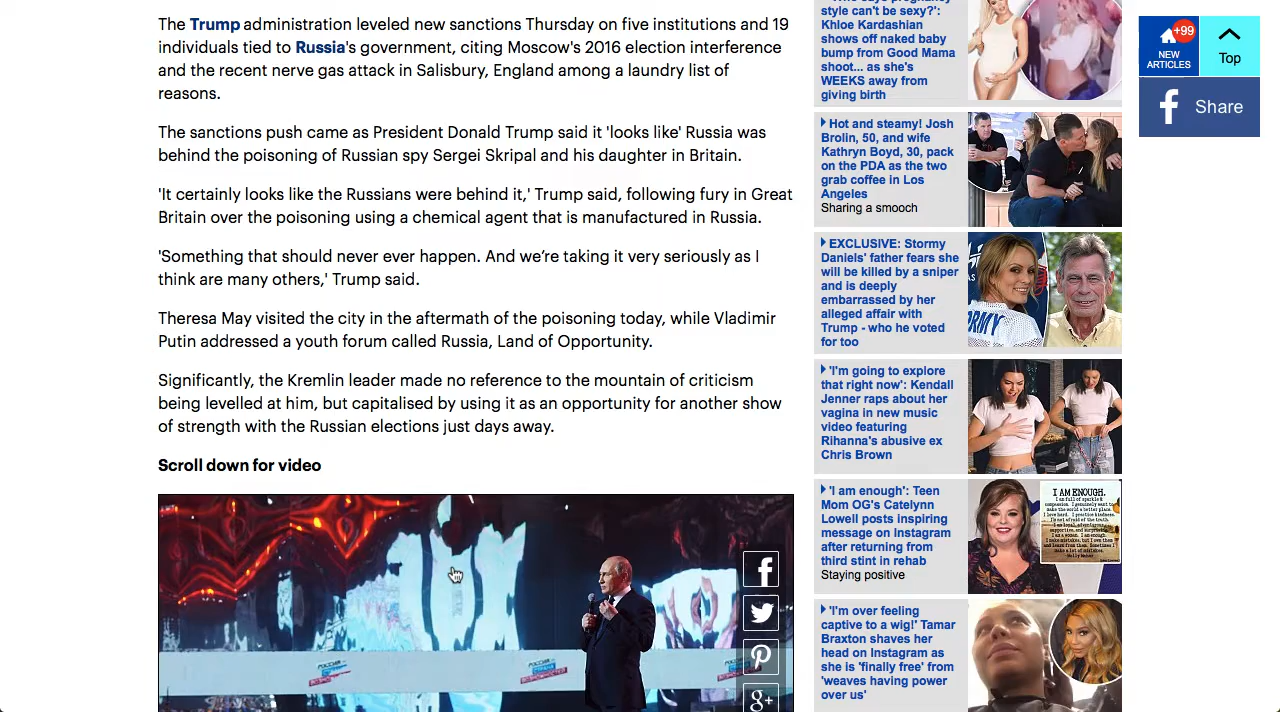 The Trump administration leveled new sanctions Thursday on five institutions and 19
individuals tied to Russia's government, citing Moscow's 2016 election interference
and the recent nerve gas attack in Salisbury, England among a laundry list of
reasons.
The sanctions push came as President Donald Trump said it 'looks like' Russia was
behind the poisoning of Russian spy Sergei Skripal and his daughter in Britain.
'It certainly looks like the Russians were behind it,' Trump said, following fury in Great
Britain over the poisoning using a chemical agent that is manufactured in Russia.
'Something that should never ever happen. And we're taking it very seriously as I
think are many others,' Trump said.
Theresa May visited the city in the aftermath of the poisoning today, while Vladimir
Putin addressed a youth forum called Russia, Land of Opportunity.
Significantly, the Kremlin leader made no reference to the mountain of criticism
being levelled at him, but capitalised by using it as an opportunity for another show
of strength with the Russian elections just days away.
Scroll down for video
style can't be sexy?':
Khloe Kardashian
shows off naked baby
bump from Good Mama
shoot... as she's
WEEKS away from
giving birth
Hot and steamy! Josh
Brolin, 50, and wife
Kathryn Boyd, 30, pack
on the PDA as the two
grab coffee in Los
Angeles
Sharing a smooch
EXCLUSIVE: Stormy
Daniels' father fears she
will be killed by a sniper
and is deeply
embarrassed by her
alleged affair with
Trump - who he voted
for too
'I'm going to explore
that right now': Kendall
Jenner raps about her
vagina in new music
video featuring
Rihanna's abusive ex
Chris Brown
'I am enough': Teen
Mom OG's Catelynn
Lowell posts inspiring
message on Instagram
after returning from
third stint in rehab
Staying positive
I AM ENOUGH.
'I'm over feeling
captive to a wig!' Tamar
Braxton shaves her
head on Instagram as
she is 'finally free' from
'weaves having power
over us'
+99
NEW
ARTICLES
Top
Share